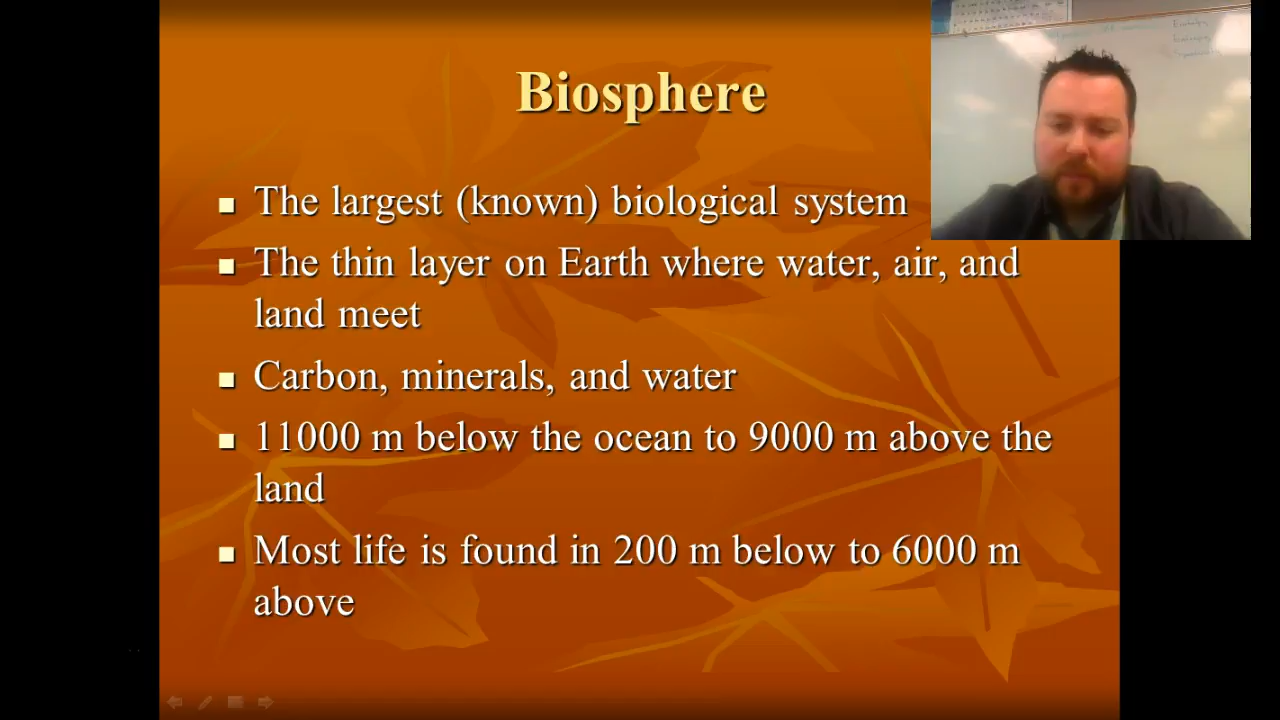 Biosphere
The largest (known) biological system
The thin layer on Earth where water, air, and
land meet
Carbon, minerals, and water
11000 m below the ocean to 9000 m above the
land
Most life is found in 200 m below to 6000 m
above